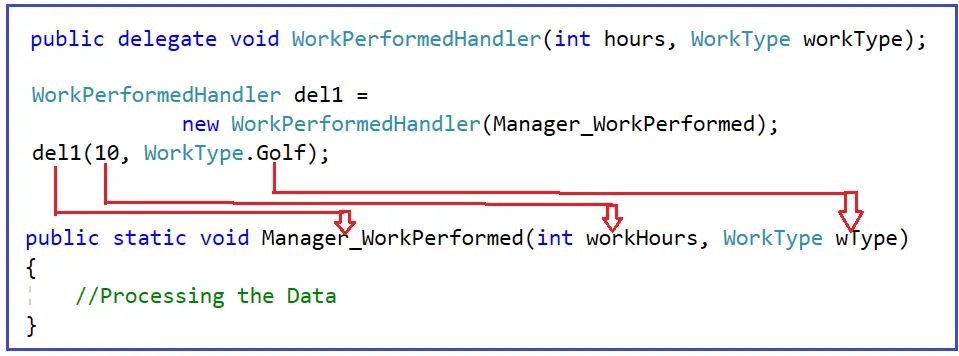 public delegate void WorkPerformedHandler(int hours, WorkType workType);
WorkPerformedHandler del1 =
new WorkPerformedHandler(Manager_WorkPerformed);
del1(10, WorkType.Golf);
public static void Manager_WorkPerformed(int workHours, WorkType wType)
{
//Processing the Data
}